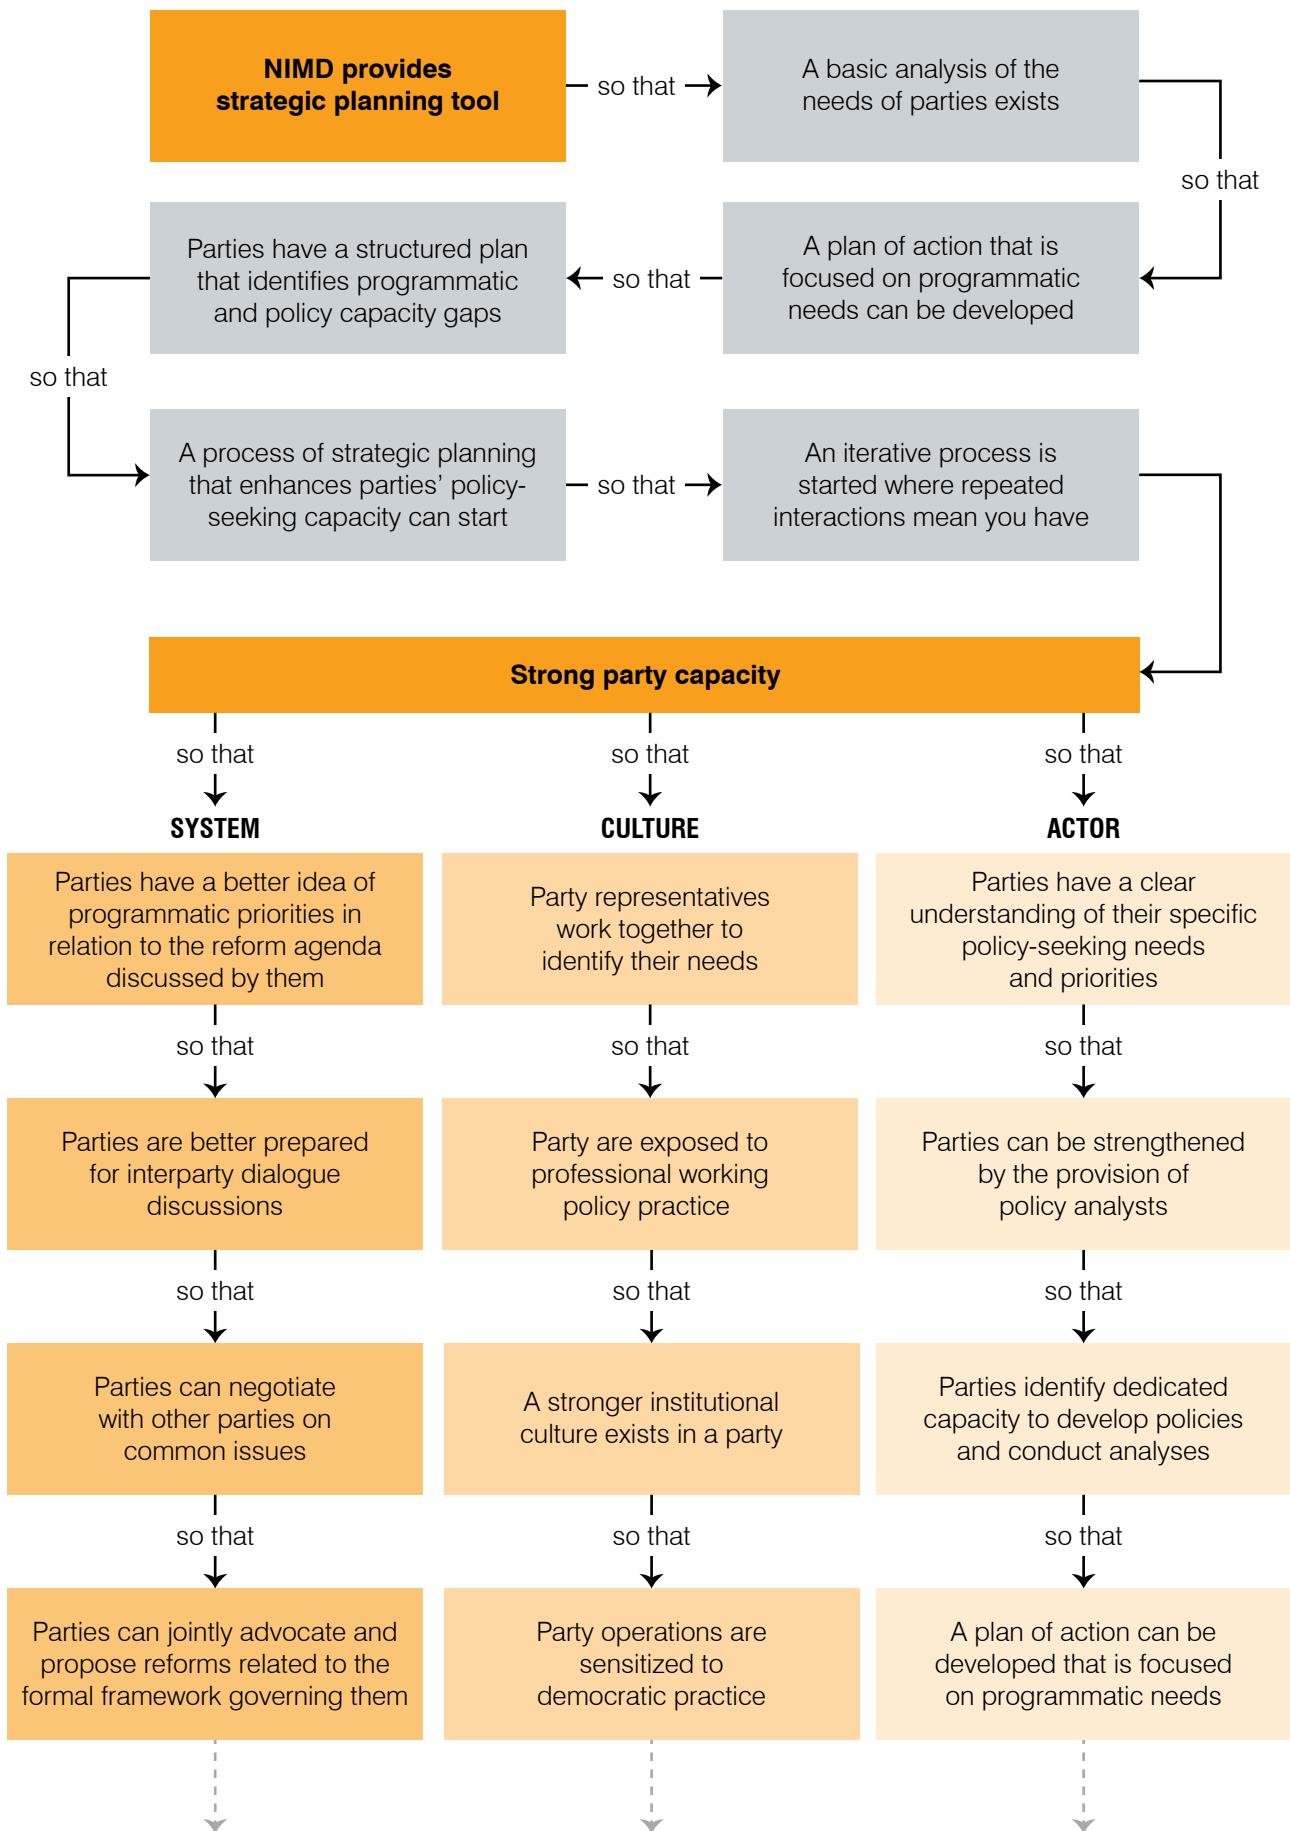 NIMD provides
strategic planning tool
so that
A basic analysis of the
needs of parties exists
so that
A plan of action that is
focused on programmatic
needs can be developed
so that
Parties have a structured plan
that identifies programmatic
and policy capacity gaps
so that
A process of strategic planning
that enhances parties’ policy-
seeking capacity can start
so that
An iterative process is
started where repeated
interactions mean you have
Strong party capacity
so that
SYSTEM
Parties have a better idea of
programmatic priorities in
relation to the reform agenda
discussed by them
so that
Parties are better prepared
for interparty dialogue
discussions
so that
Parties can negotiate
with other parties on
common issues
so that
Parties can jointly advocate and
propose reforms related to the
formal framework governing them
so that
CULTURE
Party representatives
work together to
identify their needs
so that
Party are exposed to
professional working
policy practice
so that
A stronger institutional
culture exists in a party
so that
Party operations are
sensitized to
democratic practice
so that
ACTOR
Parties have a clear
understanding of their specific
policy-seeking needs
and priorities
so that
Parties can be strengthened
by the provision of
policy analysts
so that
Parties identify dedicated
capacity to develop policies
and conduct analyses
so that
A plan of action can be
developed that is focused
on programmatic needs